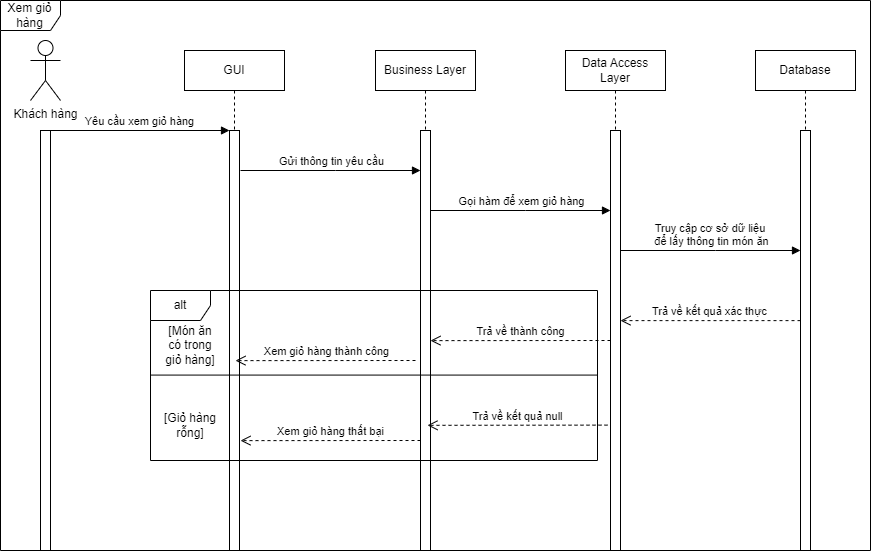 Xem giỏ
hàng
GUI
Business Layer
Data Access
Layer
Database
Khách hàng
Yêu cầu xem giỏ hàng
Gửi thông tin yêu cầu
Gọi hàm để xem giỏ hàng
Truy cập cơ sở dữ liệu
để lấy thông tin món ăn
alt
Trả về kết quả xác thực
[Món ăn
có trong
giỏ hàng]
Trả về thành công
Xem giỏ hàng thành công
[Giỏ hàng
rỗng]
Trả về kết quả null
Xem giỏ hàng thất bại